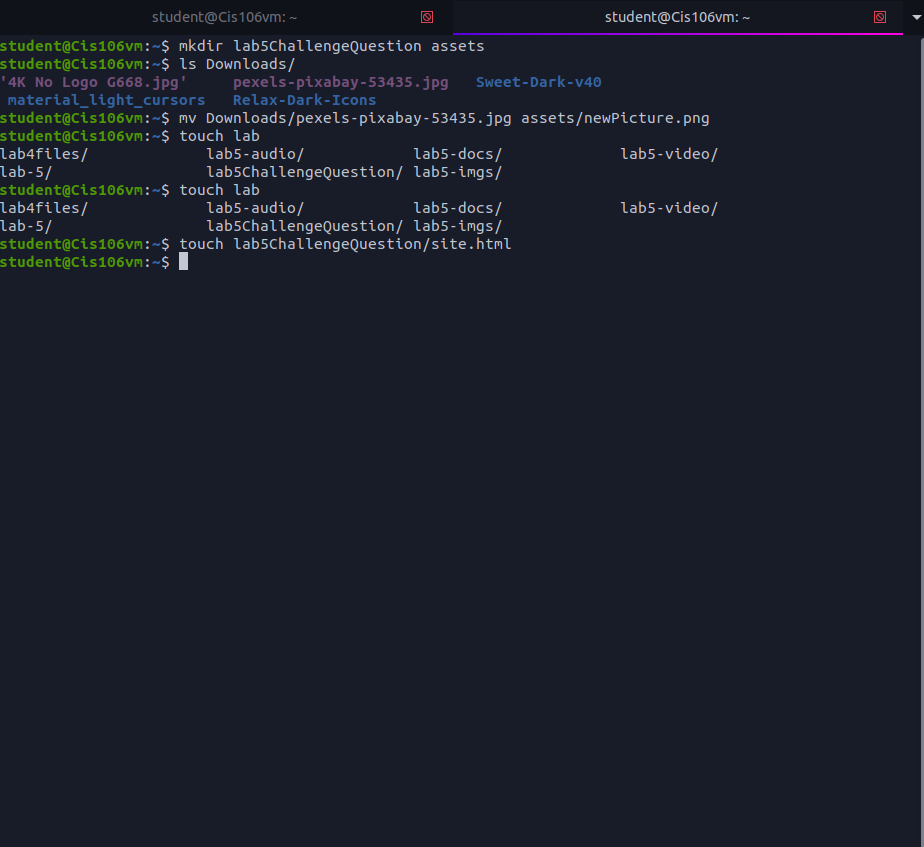 student@Cis106vm: ~ student@Cis106vm: ~
student@Cis106vm:~$ mkdir lab5ChallengeQuestion assets
student@Cis106vm:~$ ls Downloads/
'4K No Logo G668.jpg' pexels-pixabay-53435.jpg Sweet-Dark-v40
material_light_cursors Relax-Dark-Icons
student@Cis106vm:~$ mv Downloads/pexels-pixabay-53435.jpg assets/newPicture.png
student@Cis106vm:~$ touch lab
lab4files/ lab5-audio/ lab5-docs/ lab5-video/
lab-5/ lab5ChallengeQuestion/ lab5-imgs/
student@Cis106vm:~$ touch lab
lab4files/ lab5-audio/ lab5-docs/ lab5-video/
lab-5/ lab5ChallengeQuestion/ lab5-imgs/
student@Cis106vm:~$ touch lab5ChallengeQuestion/site.html
student@Cis106vm:~$